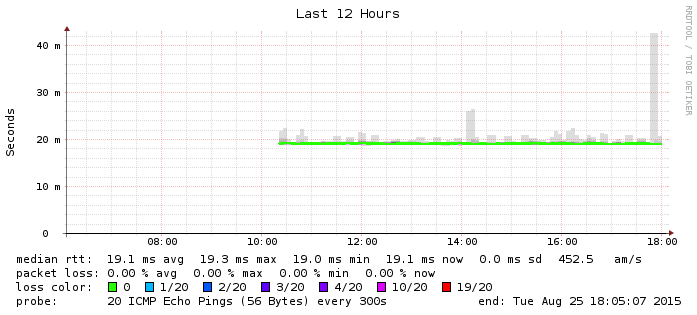 Last 12 Hours
RRDTOOL / TOBI OETIKER
Seconds
40 m
30 m
20 m
10 m
0
08:00 10:00 12:00 14:00 16:00 18:00
median rtt: 19.1 ms avg 19.3 ms max 19.0 ms min 19.1 ms now 0.0 ms sd 452.5 am/s
packet loss: 0.00 % avg 0.00 % max 0.00 % min 0.00 % now
loss color: 0 1/20 2/20 3/20 4/20 10/20 19/20
probe: 20 ICMP Echo Pings (56 Bytes) every 300s end: Tue Aug 25 18:05:07 2015